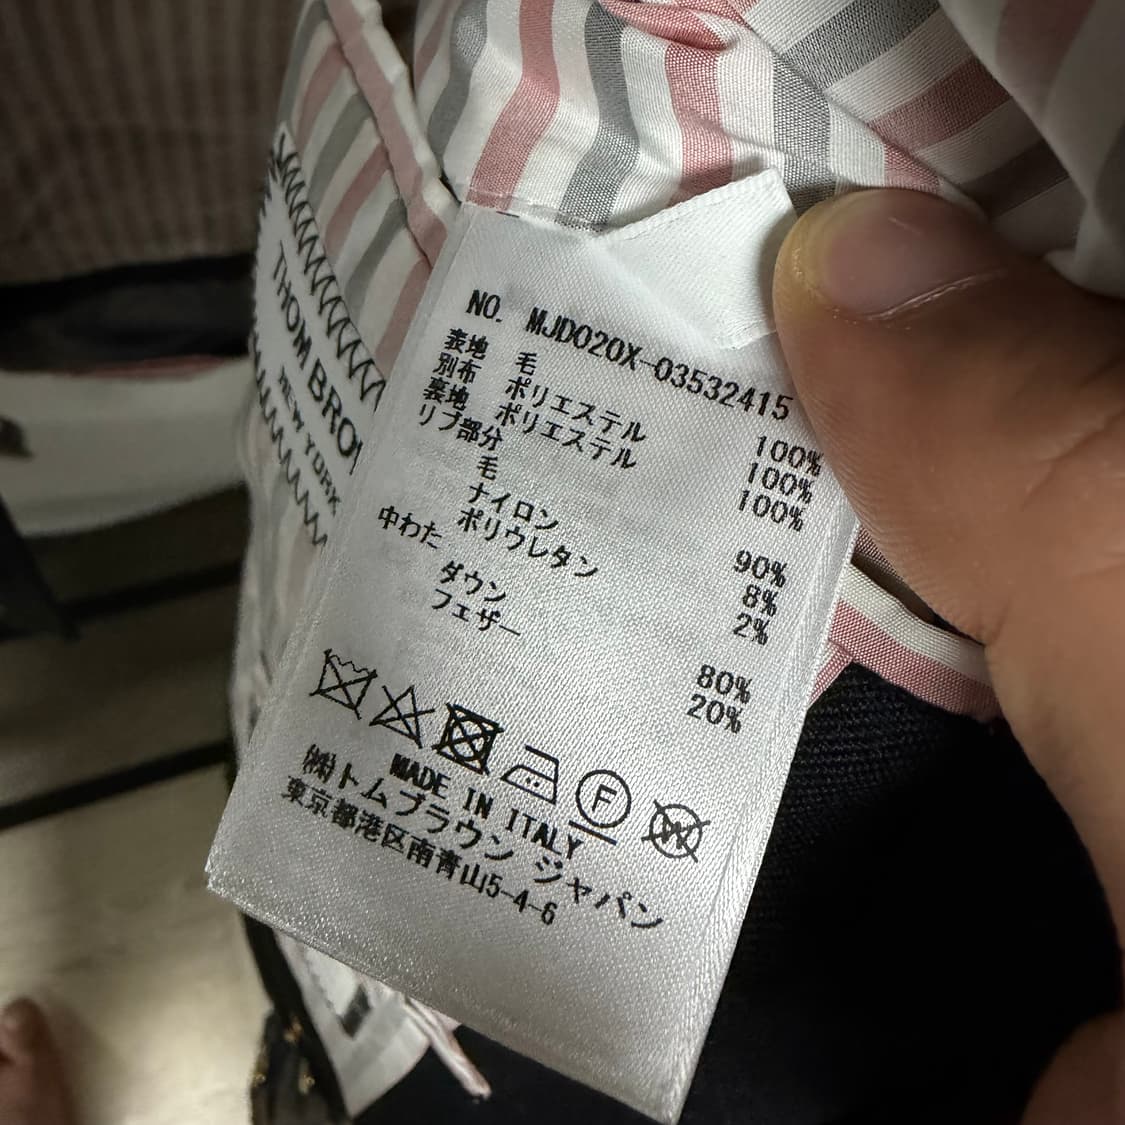 THOM BRO
NEW YORK
NO. MJD020X-03532415
表地 毛 100%
別布 ポリエステル 100%
裏地 ポリエステル 100%
リブ部分
毛 90%
ナイロン 8%
ポリウレタン 2%
中わた
ダウン 80%
フェザー 20%
F
W
MADE IN ITALY
㈱トムブラウン ジャパン
東京都港区南青山5-4-6